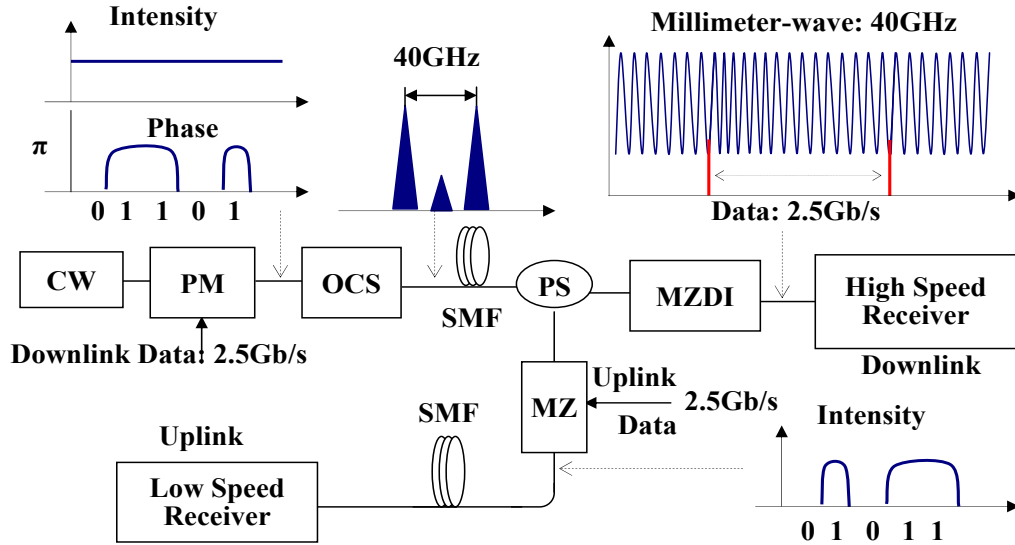 Intensity
Millimeter-wave: 40GHz
40GHz
Phase
π
0 1 1 0 1
Data: 2.5Gb/s
CW
PM
OCS
SMF
PS
MZDI
High Speed
Receiver
Downlink Data: 2.5Gb/s
Downlink
MZ
Uplink
Data
2.5Gb/s
Intensity
SMF
Uplink
Low Speed
Receiver
0 1 0 1 1